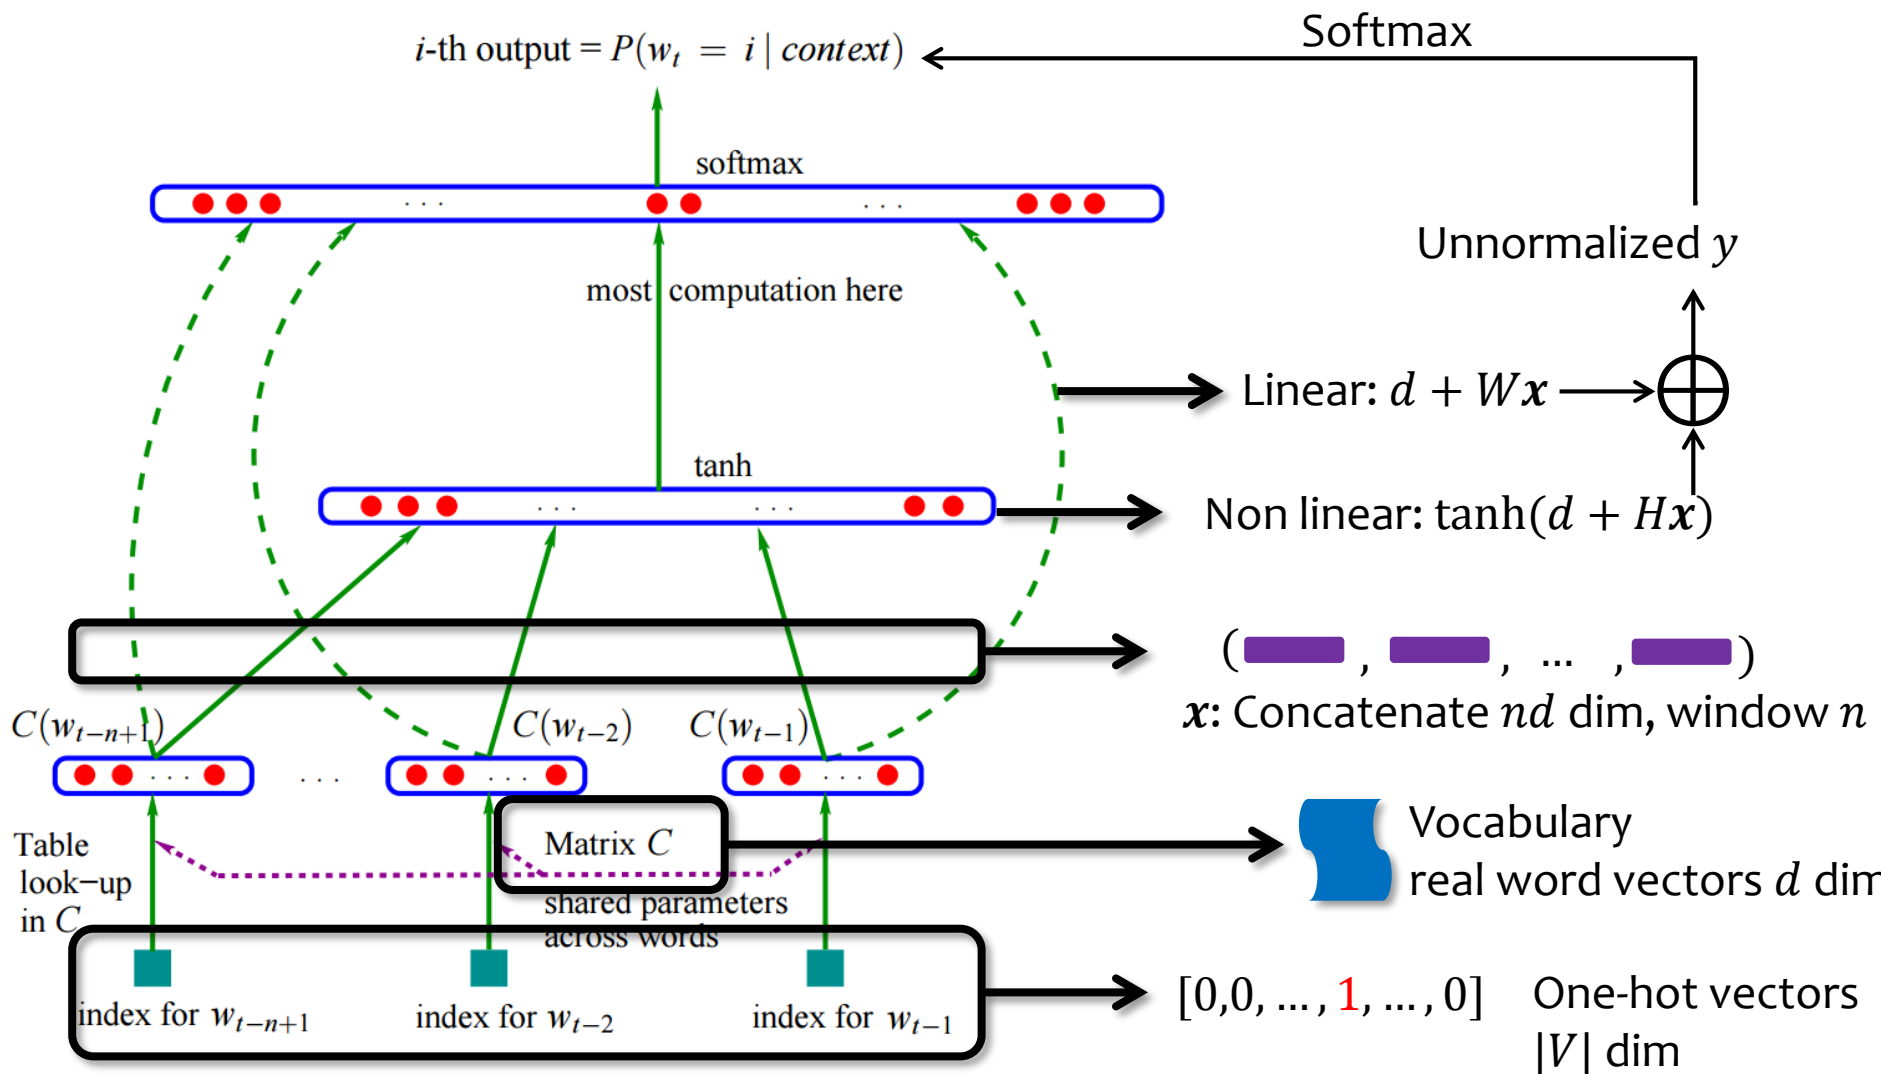 Softmax
i-th output = P(w_t = i | context)
softmax
. . .
. . .
Unnormalized y
most computation here
Linear: d + Wx
tanh
. . .
. . .
Non linear: tanh(d + Hx)
( , , ... , )
x: Concatenate nd dim, window n
C(w_{t−n+1})
C(w_{t−2})
C(w_{t−1})
. . .
. . .
. . .
. . .
Table
look−up
in C
Matrix C
shared parameters
across words
Vocabulary
real word vectors d dim
index for w_{t−n+1}
index for w_{t−2}
index for w_{t−1}
[0,0, ... , 1, ... , 0]
One-hot vectors
|V| dim